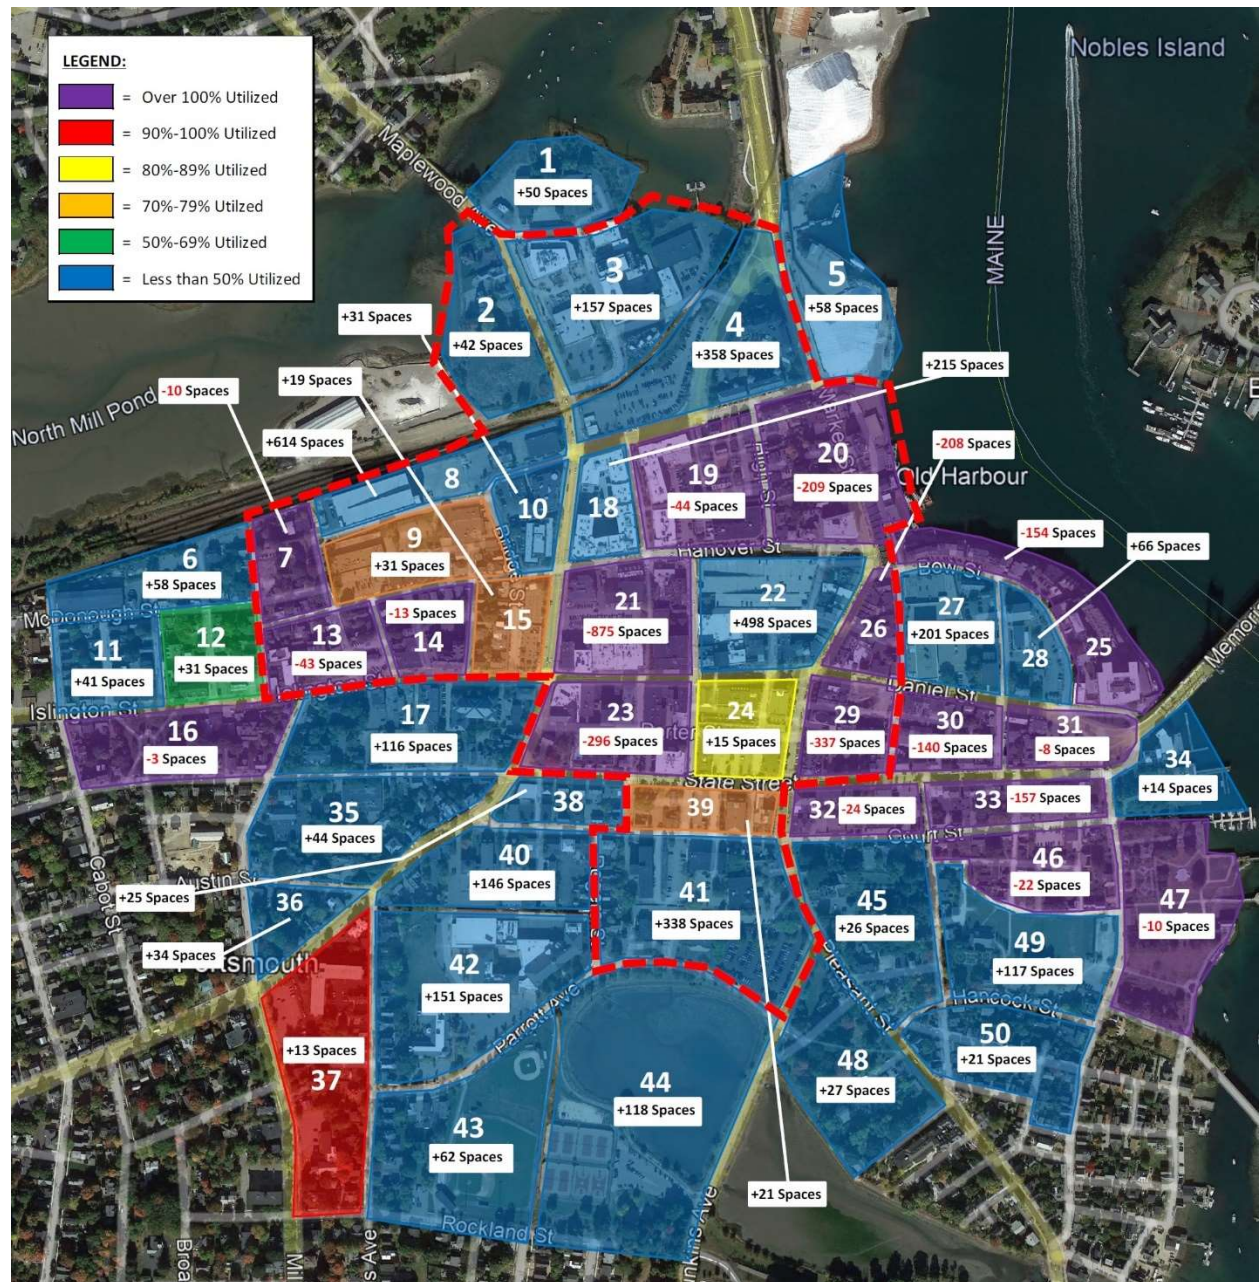 Nobles Island
LEGEND:
= Over 100% Utilized
= 90%-100% Utilized
= 80%-89% Utilized
= 70%-79% Utilzed
= 50%-69% Utilized
= Less than 50% Utilized
Maplewood
1
+50 Spaces
MAINE
2
+42 Spaces
3
+157 Spaces
4
+358 Spaces
5
+58 Spaces
+31 Spaces
+19 Spaces
-10 Spaces
+614 Spaces
North Mill Pond
+215 Spaces
-208 Spaces
Old Harbour
-154 Spaces
+66 Spaces
8
10
18
19
-44 Spaces
20
-209 Spaces
Hanover St
Bow St
6
+58 Spaces
McDonough St
7
9
+31 Spaces
11
+41 Spaces
12
+31 Spaces
13
-43 Spaces
-13 Spaces
14
15
21
-875 Spaces
22
+498 Spaces
26
27
+201 Spaces
28
25
Memorial
Daniel St
Islington St
16
-3 Spaces
17
+116 Spaces
23
-296 Spaces
24
+15 Spaces
29
-337 Spaces
30
-140 Spaces
31
-8 Spaces
34
+14 Spaces
State Street
35
+44 Spaces
38
39
32
-24 Spaces
33
-157 Spaces
Court St
Cabot St
Austin St
36
+25 Spaces
+34 Spaces
40
+146 Spaces
41
+338 Spaces
45
+26 Spaces
46
-22 Spaces
47
-10 Spaces
49
+117 Spaces
Hancock St
Portsmouth
42
+151 Spaces
Parrott Ave
Pleasant St
+13 Spaces
37
43
+62 Spaces
44
+118 Spaces
48
+27 Spaces
50
+21 Spaces
+21 Spaces
Rockland St